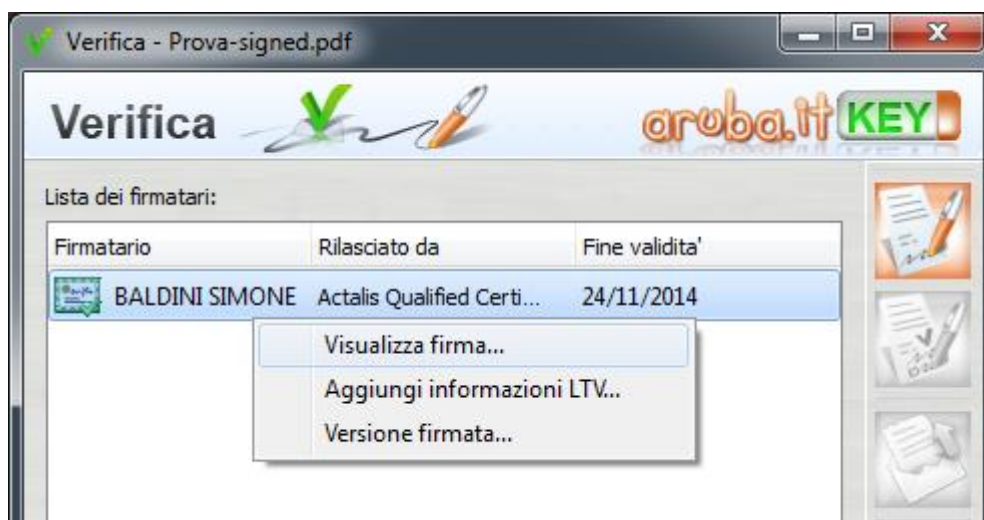 Verifica - Prova-signed.pdf
Verifica
aruba.it KEY
Lista dei firmatari:
Firmatario Rilasciato da Fine validita'
BALDINI SIMONE Actalis Qualified Certi... 24/11/2014
Visualizza firma...
Aggiungi informazioni LTV...
Versione firmata...